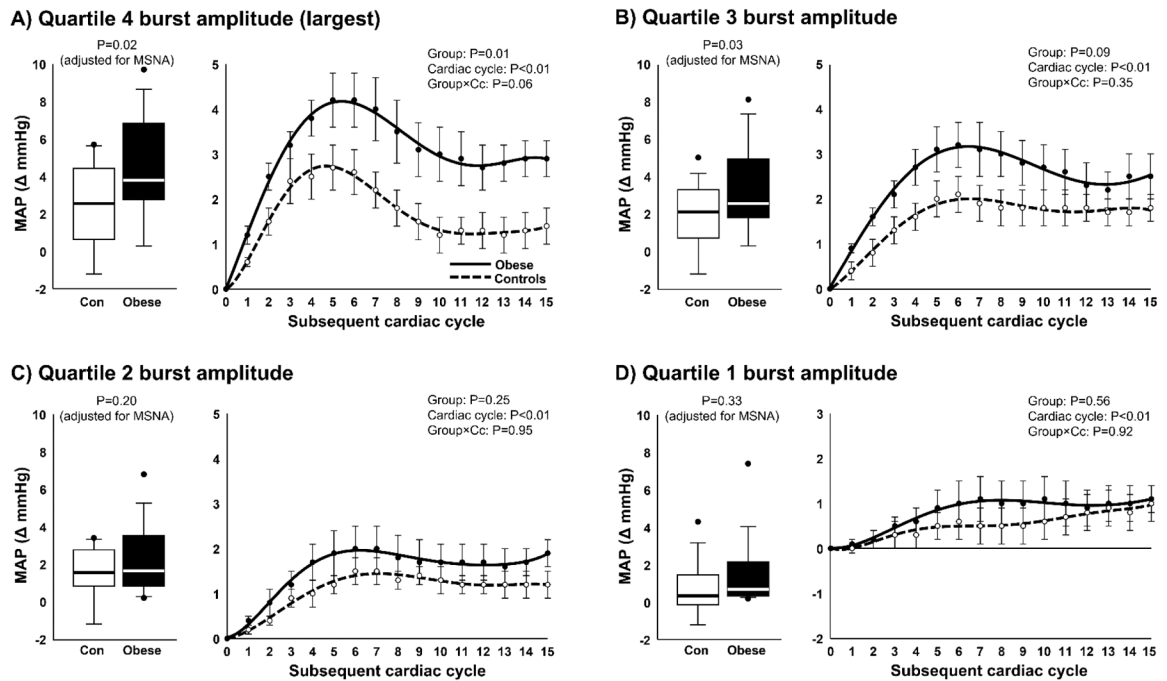 A) Quartile 4 burst amplitude (largest)
P=0.02
(adjusted for MSNA)
MAP (Δ mmHg)
10
8
6
4
2
0
-2
Con Obese
Group: P=0.01
Cardiac cycle: P<0.01
Group×Cc: P=0.06
5
4
3
2
1
0
Obese
Controls
0 1 2 3 4 5 6 7 8 9 10 11 12 13 14 15
Subsequent cardiac cycle
B) Quartile 3 burst amplitude
P=0.03
(adjusted for MSNA)
MAP (Δ mmHg)
10
8
6
4
2
0
-2
Con Obese
Group: P=0.09
Cardiac cycle: P<0.01
Group×Cc: P=0.35
5
4
3
2
1
0
0 1 2 3 4 5 6 7 8 9 10 11 12 13 14 15
Subsequent cardiac cycle
C) Quartile 2 burst amplitude
P=0.20
(adjusted for MSNA)
MAP (Δ mmHg)
10
8
6
4
2
0
-2
Con Obese
Group: P=0.25
Cardiac cycle: P<0.01
Group×Cc: P=0.95
5
4
3
2
1
0
0 1 2 3 4 5 6 7 8 9 10 11 12 13 14 15
Subsequent cardiac cycle
D) Quartile 1 burst amplitude
P=0.33
(adjusted for MSNA)
MAP (Δ mmHg)
10
8
6
4
2
0
-2
Con Obese
Group: P=0.56
Cardiac cycle: P<0.01
Group×Cc: P=0.92
3
2
1
0
-1
-2
0 1 2 3 4 5 6 7 8 9 10 11 12 13 14 15
Subsequent cardiac cycle